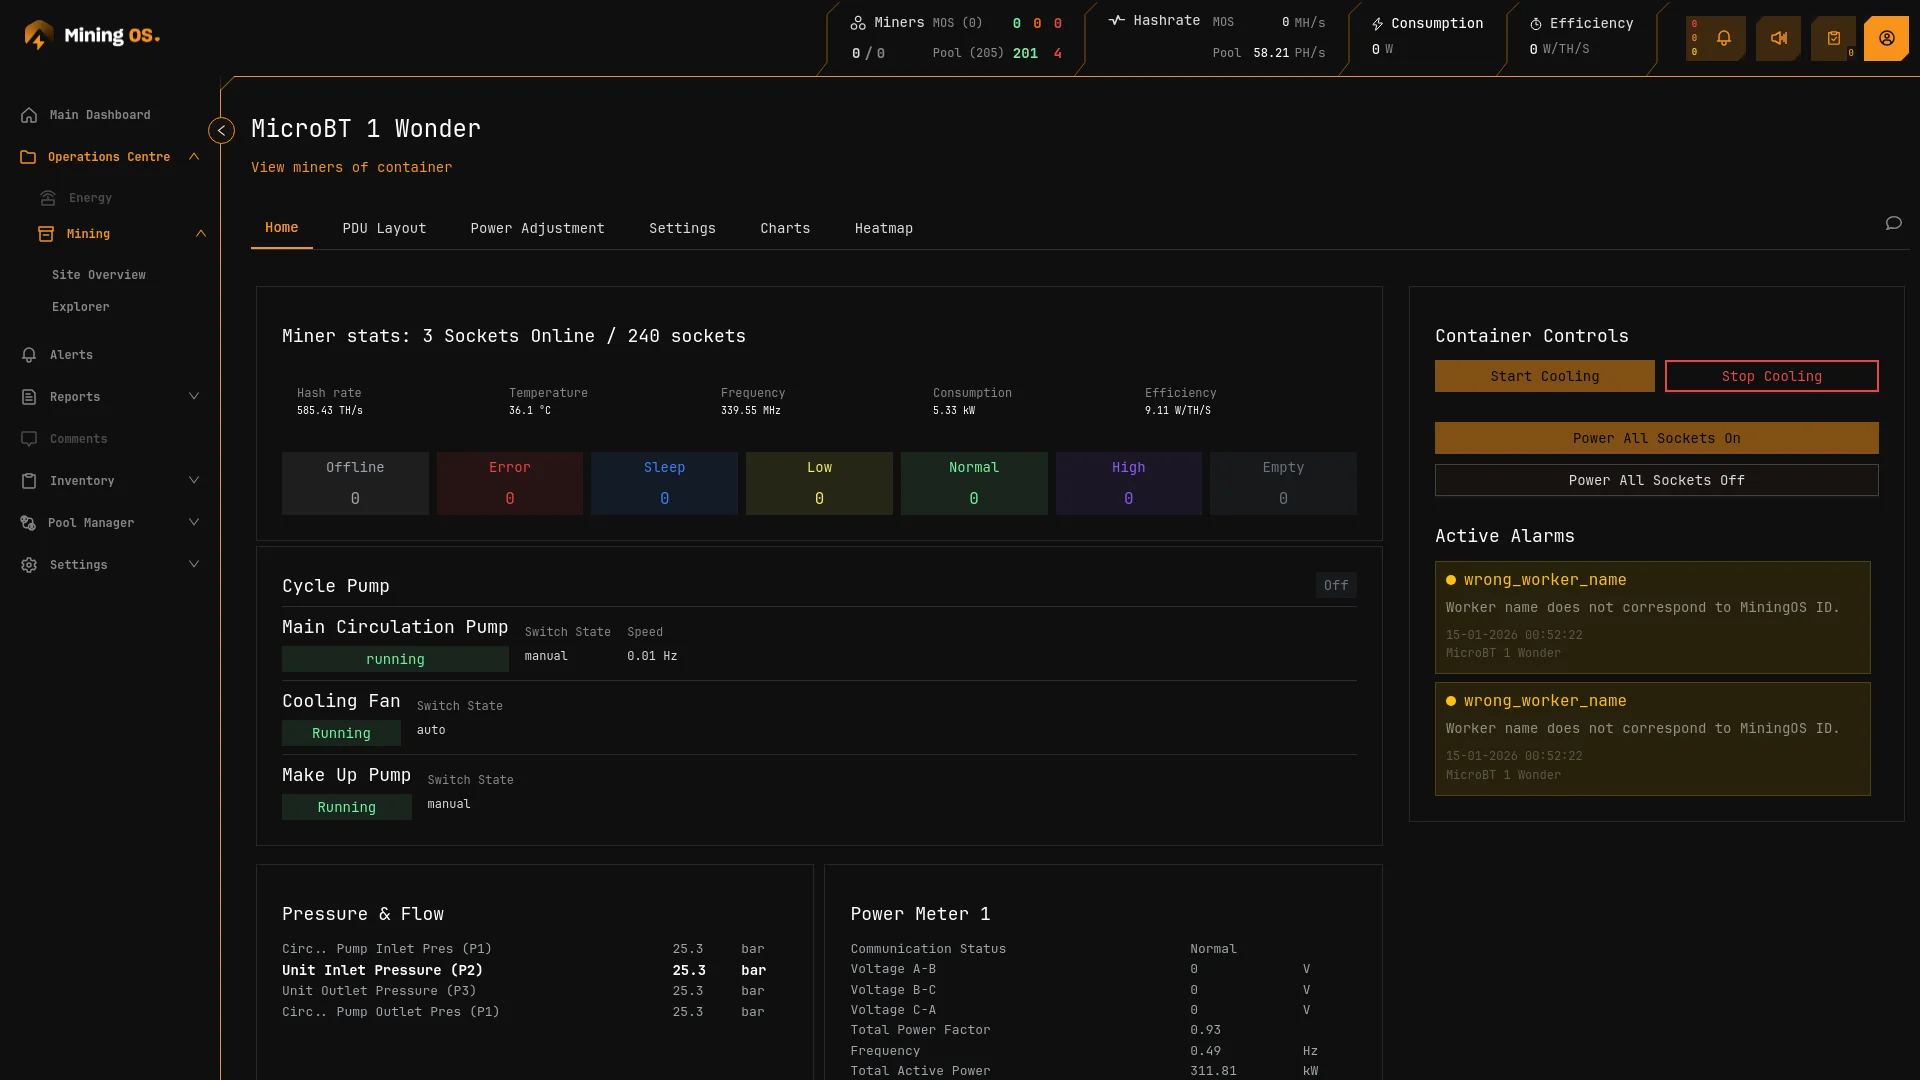 Mining OS.
Miners MOS (0) 0 0 0
0 / 0 Pool (205) 201 4
Hashrate MOS 0 MH/s
Pool 58.21 PH/s
Consumption
0 W
Efficiency
0 W/TH/S
0
0
0
0
Main Dashboard
Operations Centre
Energy
Mining
Site Overview
Explorer
Alerts
Reports
Comments
Inventory
Pool Manager
Settings
MicroBT 1 Wonder
View miners of container
Home PDU Layout Power Adjustment Settings Charts Heatmap
Miner stats: 3 Sockets Online / 240 sockets
Hash rate Temperature Frequency Consumption Efficiency
585.43 TH/s 36.1 °C 339.55 MHz 5.33 kW 9.11 W/TH/S
Offline Error Sleep Low Normal High Empty
0 0 0 0 0 0 0
Cycle Pump Off
Main Circulation Pump Switch State Speed
running manual 0.01 Hz
Cooling Fan Switch State
Running auto
Make Up Pump Switch State
Running manual
Pressure & Flow
Circ.. Pump Inlet Pres (P1) 25.3 bar
Unit Inlet Pressure (P2) 25.3 bar
Unit Outlet Pressure (P3) 25.3 bar
Circ.. Pump Outlet Pres (P1) 25.3 bar
Power Meter 1
Communication Status Normal
Voltage A-B 0 V
Voltage B-C 0 V
Voltage C-A 0 V
Total Power Factor 0.93
Frequency 0.49 Hz
Total Active Power 311.81 kW
Container Controls
Start Cooling Stop Cooling
Power All Sockets On
Power All Sockets Off
Active Alarms
wrong_worker_name
Worker name does not correspond to MiningOS ID.
15-01-2026 00:52:22
MicroBT 1 Wonder
wrong_worker_name
Worker name does not correspond to MiningOS ID.
15-01-2026 00:52:22
MicroBT 1 Wonder